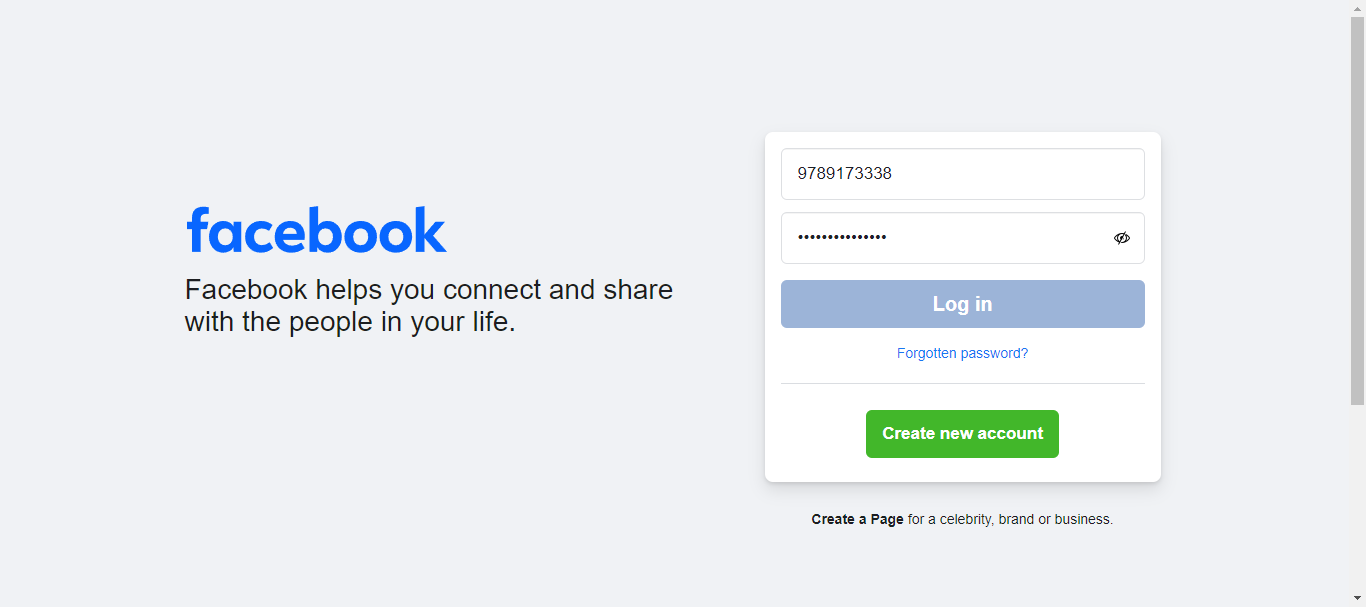 facebook
Facebook helps you connect and share
with the people in your life.
9789173338
•••••••••••••••
Log in
Forgotten password?
Create new account
Create a Page for a celebrity, brand or business.